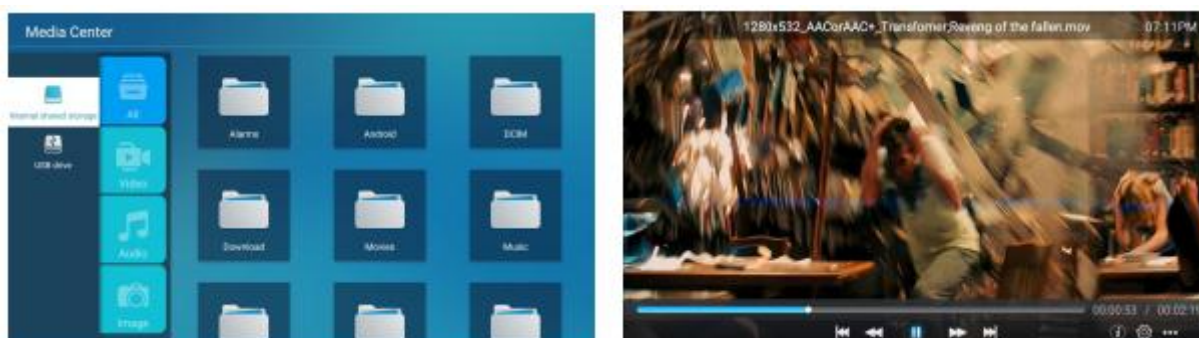 Media Center
Internal shared storage
USB drive
All
Video
Audio
Image
Alarms
Android
DCIM
Download
Movies
Music
1280x532_AACorAAC+_Transfomer;Reveng of the fallen.mov
07:11PM
00:00:53 / 00:02:19